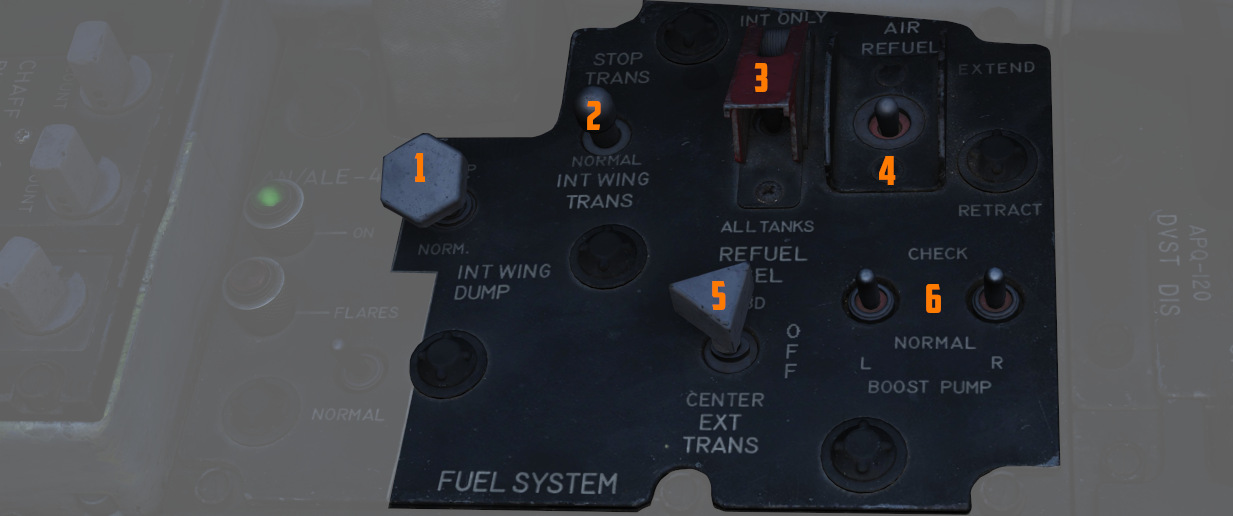 INT ONLY
AIR
REFUEL
STOP
TRANS
EXTEND
3
CHAFF
2
1
4
NORMAL
INT WING
TRANS
RETRACT
ALL TANKS
ON
NORM.
REFUEL
CHECK
INT WING
DUMP
5
6
FLARES
OFF
NORMAL
L
R
BOOST PUMP
CENTER
EXT
TRANS
NORMAL
FUEL SYSTEM
APQ-120
DVST DIS